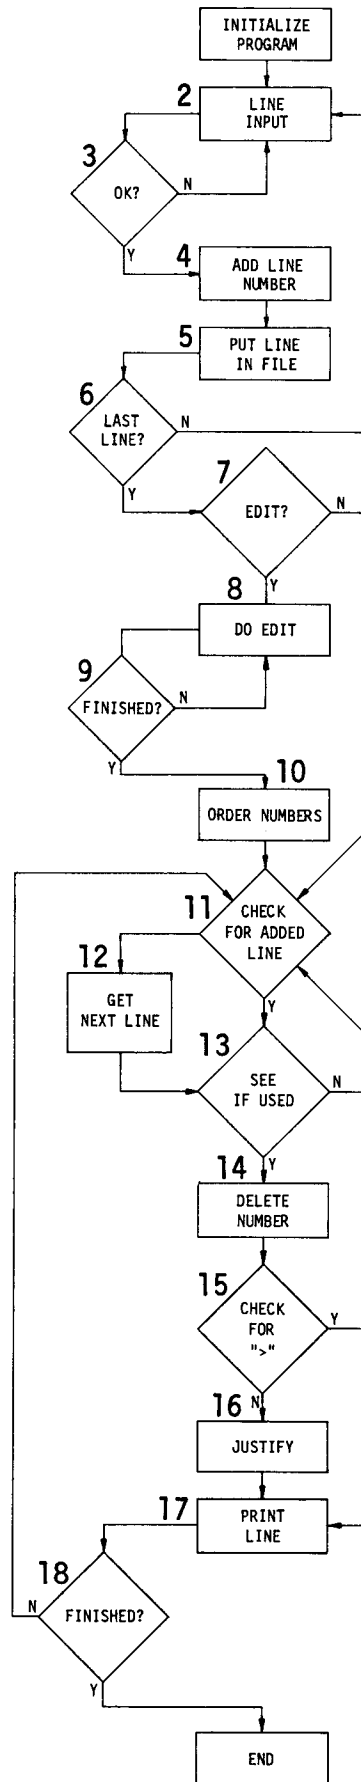 INITIALIZE
PROGRAM
2
LINE
INPUT
3
OK?
N
Y
4
ADD LINE
NUMBER
5
PUT LINE
IN FILE
6
LAST
LINE?
N
Y
7
EDIT?
N
Y
8
DO EDIT
9
FINISHED?
N
Y
10
ORDER NUMBERS
11
CHECK
FOR ADDED
LINE
Y
12
GET
NEXT LINE
13
SEE
IF USED
N
Y
14
DELETE
NUMBER
15
CHECK
FOR
">"
Y
N
16
JUSTIFY
17
PRINT
LINE
18
FINISHED?
N
Y
END